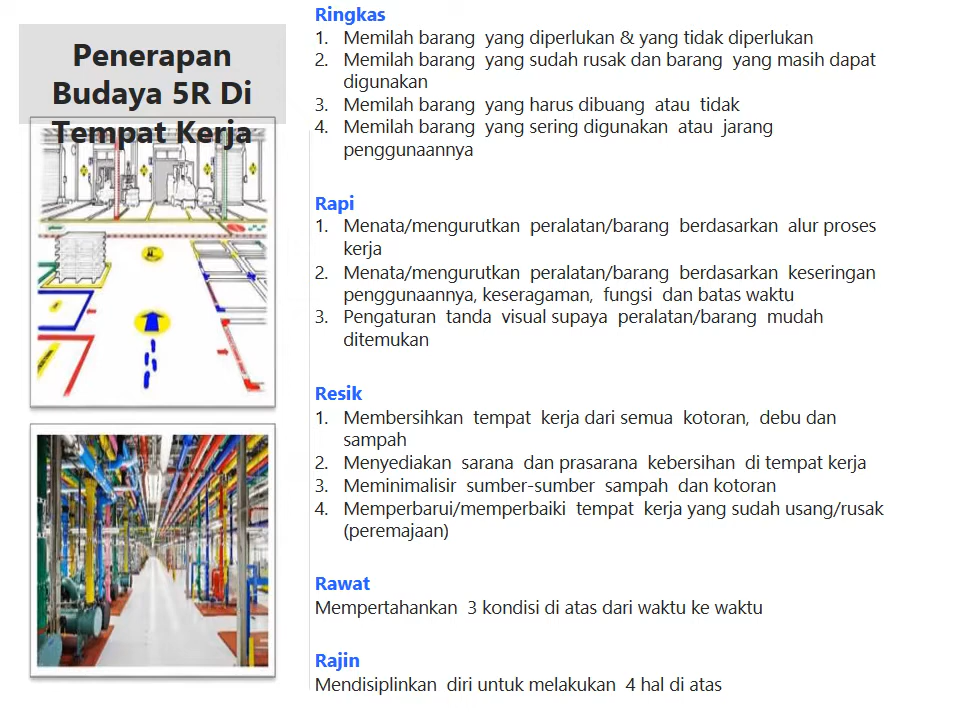 Penerapan
Budaya 5R Di
Tempat Kerja
Ringkas
1. Memilah barang yang diperlukan & yang tidak diperlukan
2. Memilah barang yang sudah rusak dan barang yang masih dapat
digunakan
3. Memilah barang yang harus dibuang atau tidak
4. Memilah barang yang sering digunakan atau jarang
penggunaannya
Rapi
1. Menata/mengurutkan peralatan/barang berdasarkan alur proses
kerja
2. Menata/mengurutkan peralatan/barang berdasarkan keseringan
penggunaannya, keseragaman, fungsi dan batas waktu
3. Pengaturan tanda visual supaya peralatan/barang mudah
ditemukan
Resik
1. Membersihkan tempat kerja dari semua kotoran, debu dan
sampah
2. Menyediakan sarana dan prasarana kebersihan di tempat kerja
3. Meminimalisir sumber-sumber sampah dan kotoran
4. Memperbarui/memperbaiki tempat kerja yang sudah usang/rusak
(peremajaan)
Rawat
Mempertahankan 3 kondisi di atas dari waktu ke waktu
Rajin
Mendisiplinkan diri untuk melakukan 4 hal di atas